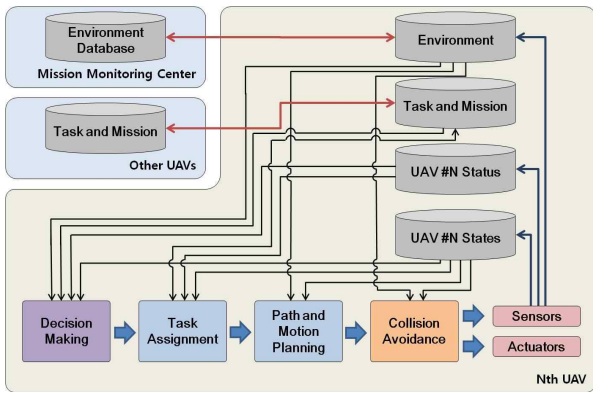 Environment
Database
Mission Monitoring Center
Environment
Task and Mission
Other UAVs
Task and Mission
UAV #N Status
UAV #N States
Decision
Making
Task
Assignment
Path and
Motion
Planning
Collision
Avoidance
Sensors
Actuators
Nth UAV